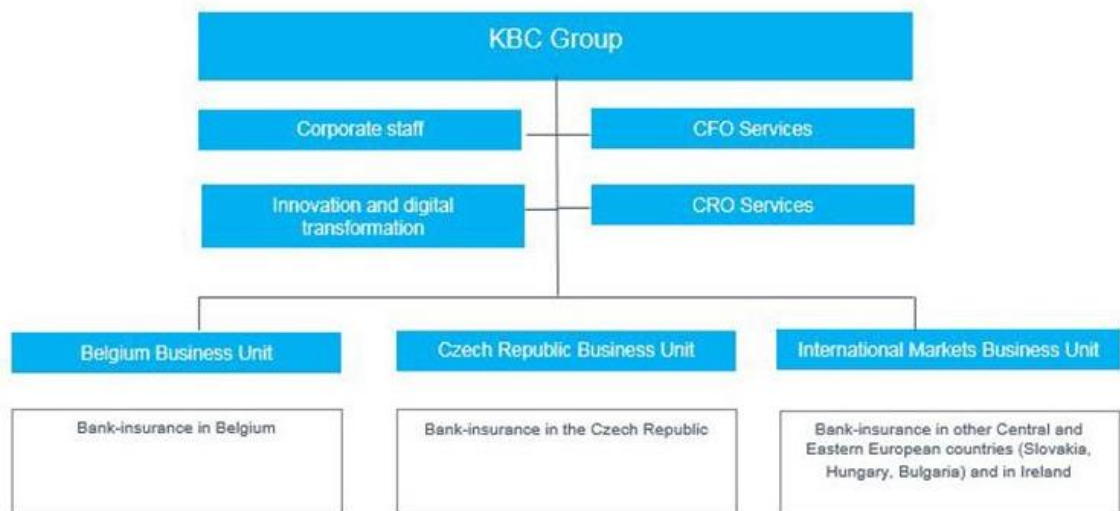 KBC Group
Corporate staff
CFO Services
Innovation and digital
transformation
CRO Services
Belgium Business Unit
Czech Republic Business Unit
International Markets Business Unit
Bank-insurance in Belgium
Bank-insurance in the Czech Republic
Bank-insurance in other Central and
Eastern European countries (Slovakia,
Hungary, Bulgaria) and in Ireland